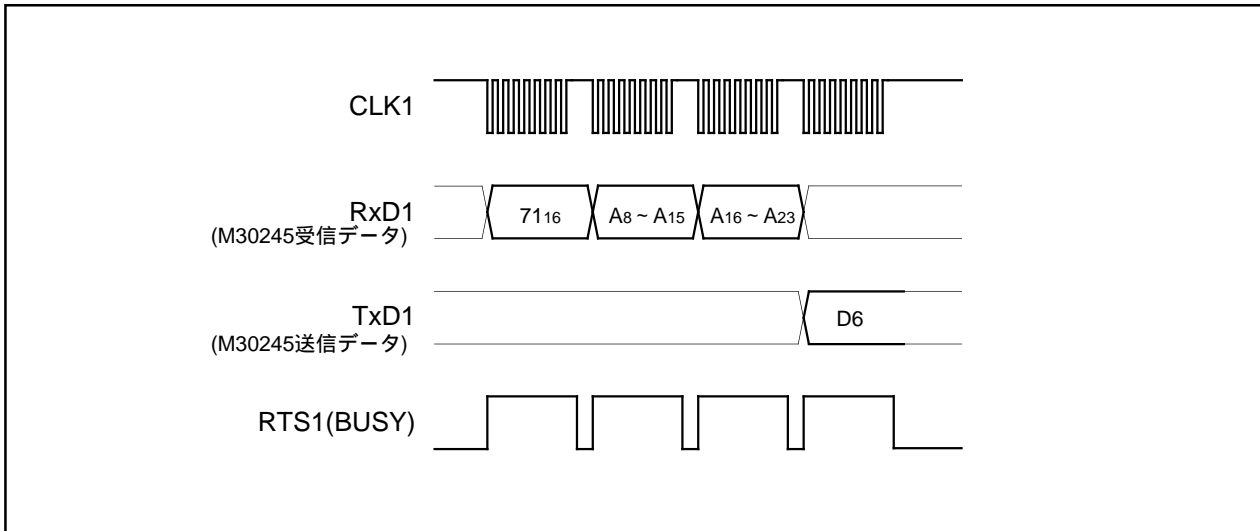 CLK1
RxD1
(M30245受信データ)
7116
A8 ~ A15
A16 ~ A23
TxD1
(M30245送信データ)
D6
RTS1(BUSY)